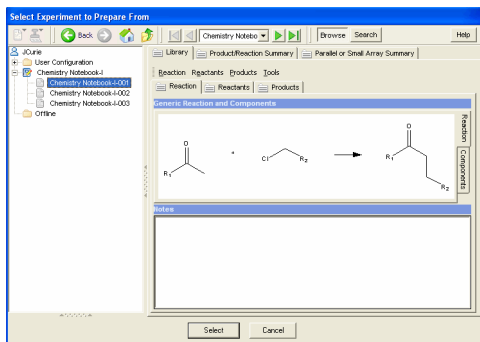 Select Experiment to Prepare From
Back
Chemistry Notebo
Browse
Search
Help
JCurie
User Configuration
Chemistry Notebook-I
Chemistry Notebook-I-001
Chemistry Notebook-I-002
Chemistry Notebook-I-003
Offline
Library
Product/Reaction Summary
Parallel or Small Array Summary
Reaction Reactants Products Tools
Reaction
Reactants
Products
Generic Reaction and Components
O
R1
+
Cl
R2
O
R1
R2
Reaction
Components
Notes
Select
Cancel